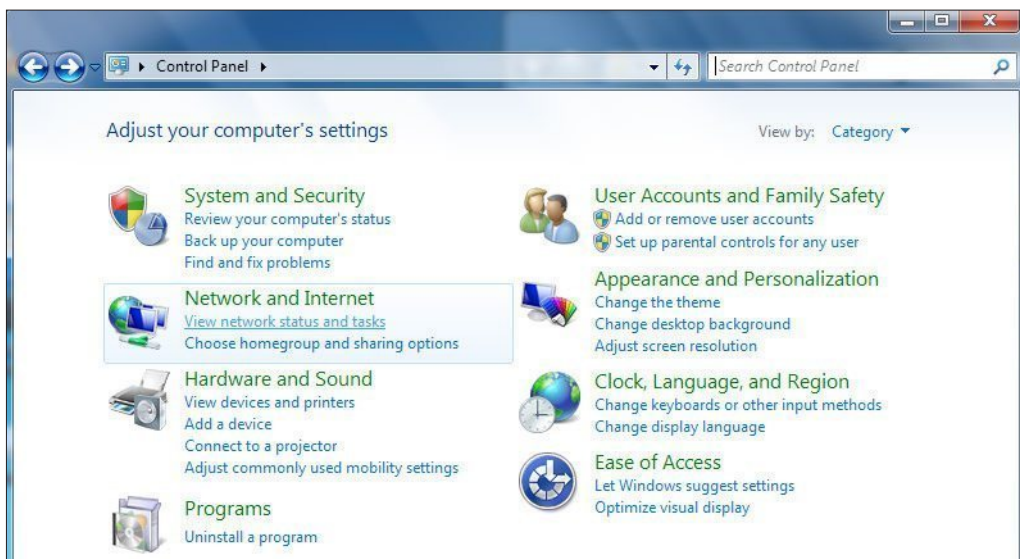 Control Panel
Search Control Panel
Adjust your computer's settings
View by: Category
System and Security
Review your computer's status
Back up your computer
Find and fix problems
Network and Internet
View network status and tasks
Choose homegroup and sharing options
Hardware and Sound
View devices and printers
Add a device
Connect to a projector
Adjust commonly used mobility settings
Programs
Uninstall a program
User Accounts and Family Safety
Add or remove user accounts
Set up parental controls for any user
Appearance and Personalization
Change the theme
Change desktop background
Adjust screen resolution
Clock, Language, and Region
Change keyboards or other input methods
Change display language
Ease of Access
Let Windows suggest settings
Optimize visual display